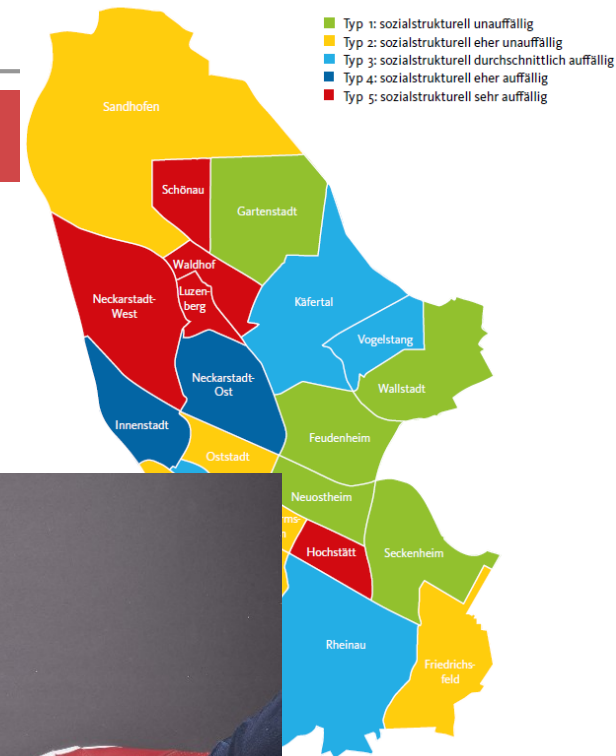 Typ 1: sozialstrukturell unauffällig
Typ 2: sozialstrukturell eher unauffällig
Typ 3: sozialstrukturell durchschnittlich auffällig
Typ 4: sozialstrukturell eher auffällig
Typ 5: sozialstrukturell sehr auffällig
Sandhofen
Schönau
Gartenstadt
Waldhof
Luzen-
berg
Neckarstadt-
West
Käfertal
Vogelstang
Neckarstadt-
Ost
Wallstadt
Innenstadt
Feudenheim
Oststadt
Neuostheim
Hochstätt
Seckenheim
Rheinau
Friedrichs-
feld